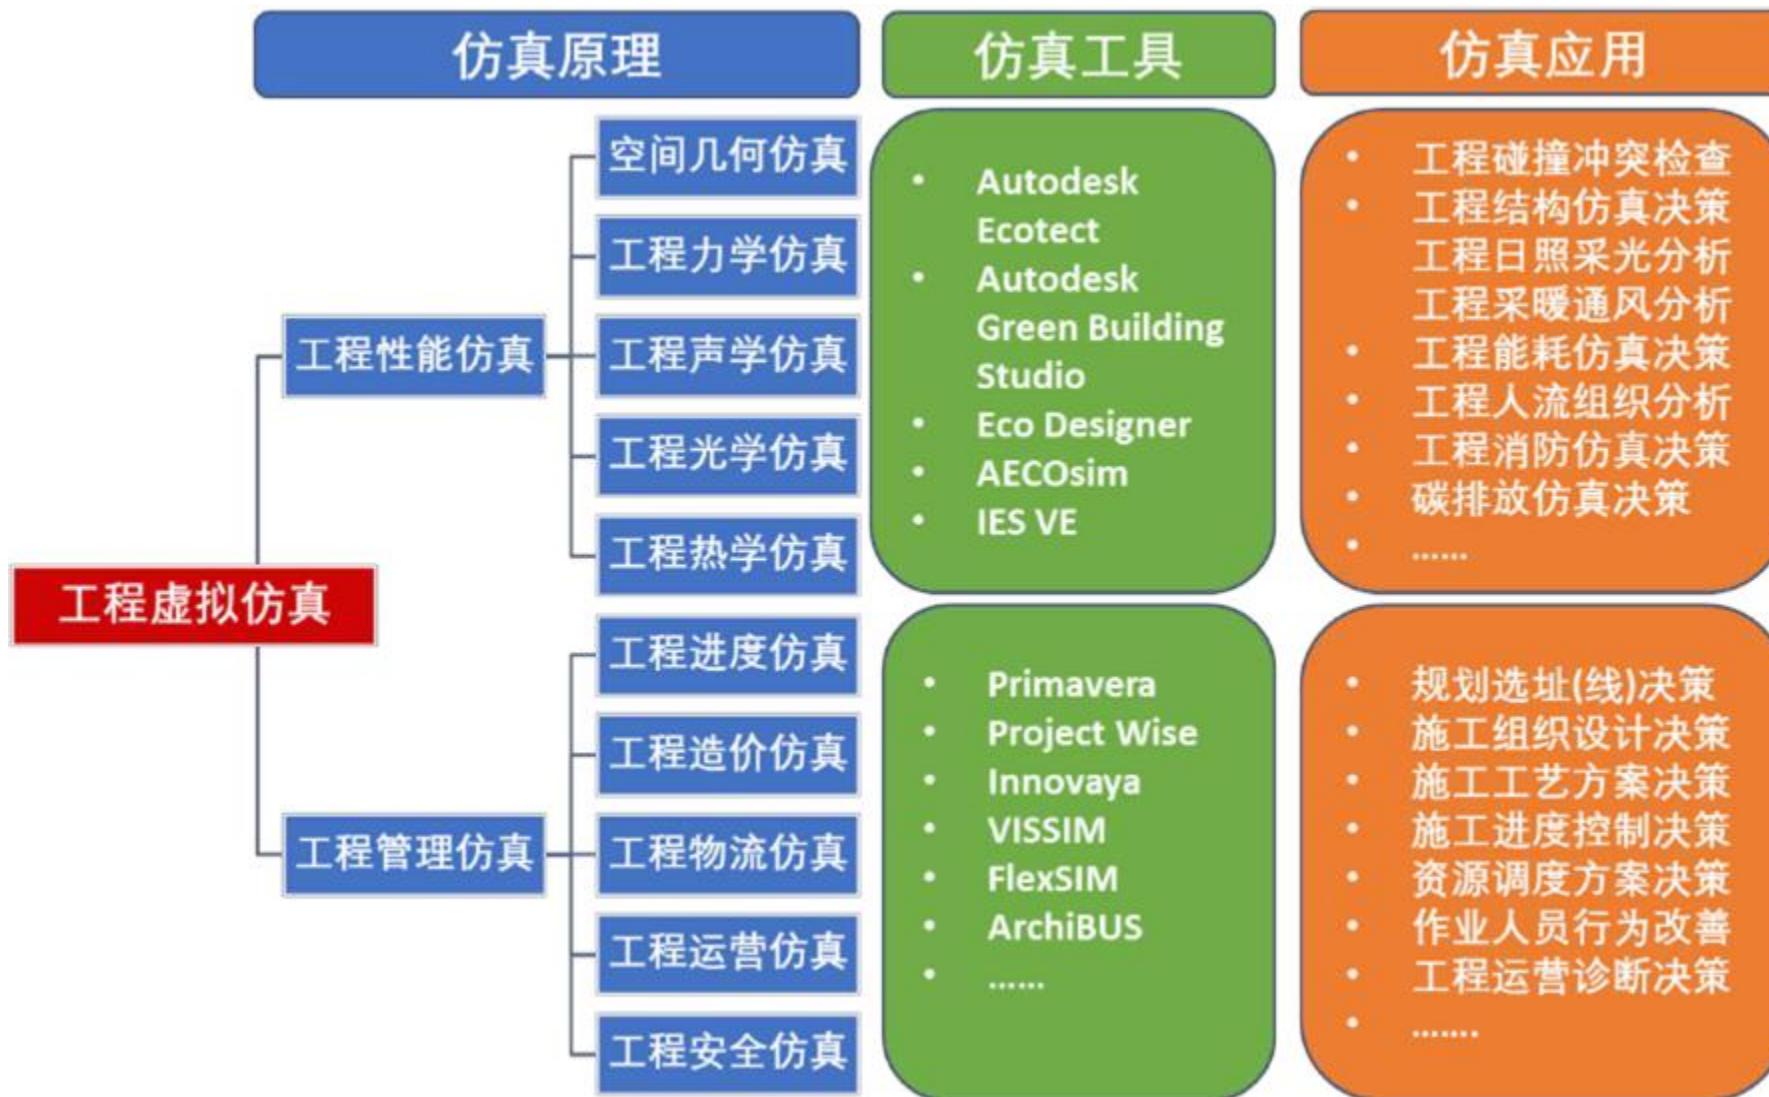 仿真原理
仿真工具
仿真应用
工程虚拟仿真
工程性能仿真
空间几何仿真
工程力学仿真
工程声学仿真
工程光学仿真
工程热学仿真
• Autodesk
Ecotect
• Autodesk
Green Building
Studio
• Eco Designer
• AECOsim
• IES VE
• 工程碰撞冲突检查
• 工程结构仿真决策
工程日照采光分析
工程采暖通风分析
• 工程能耗仿真决策
• 工程人流组织分析
• 工程消防仿真决策
• 碳排放仿真决策
• ......
工程管理仿真
工程进度仿真
工程造价仿真
工程物流仿真
工程运营仿真
工程安全仿真
• Primavera
• Project Wise
• Innovaya
• VISSIM
• FlexSIM
• ArchiBUS
• ......
• 规划选址(线)决策
• 施工组织设计决策
• 施工工艺方案决策
• 施工进度控制决策
• 资源调度方案决策
• 作业人员行为改善
• 工程运营诊断决策
• .......